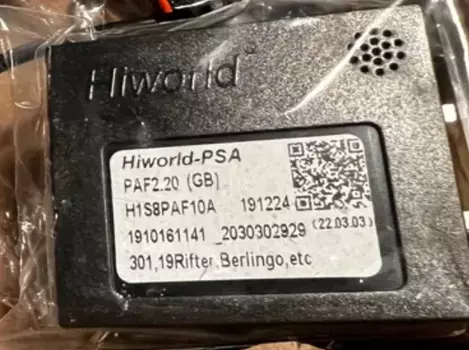 Hiworld
Hiworld-PSA
PAF2.20 (GB)
H1S8PAF10A 191224
1910161141 _2030302929 (22.03.03)
301,19Rifter,Berlingo,etc